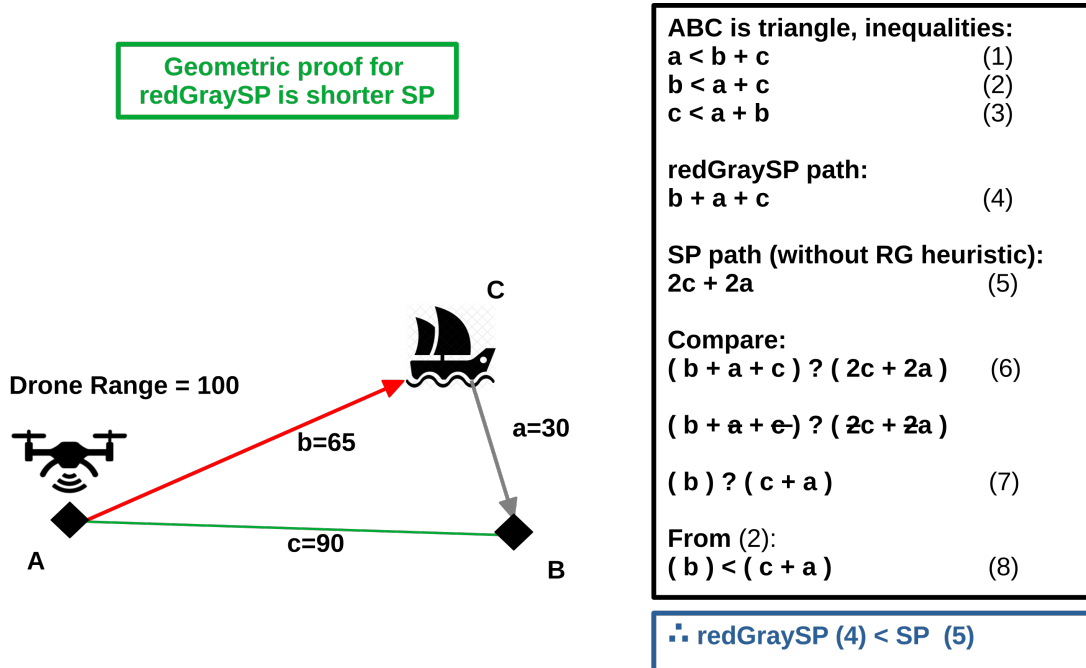 Geometric proof for
redGraySP is shorter SP
C
Drone Range = 100
b=65
a=30
c=90
A
B
ABC is triangle, inequalities:
a < b + c (1)
b < a + c (2)
c < a + b (3)
redGraySP path:
b + a + c (4)
SP path (without RG heuristic):
2c + 2a (5)
Compare:
( b + a + c ) ? ( 2c + 2a ) (6)
( b + a + c ) ? ( 2c + 2a )
( b ) ? ( c + a ) (7)
From (2):
( b ) < ( c + a ) (8)
∴ redGraySP (4) < SP (5)